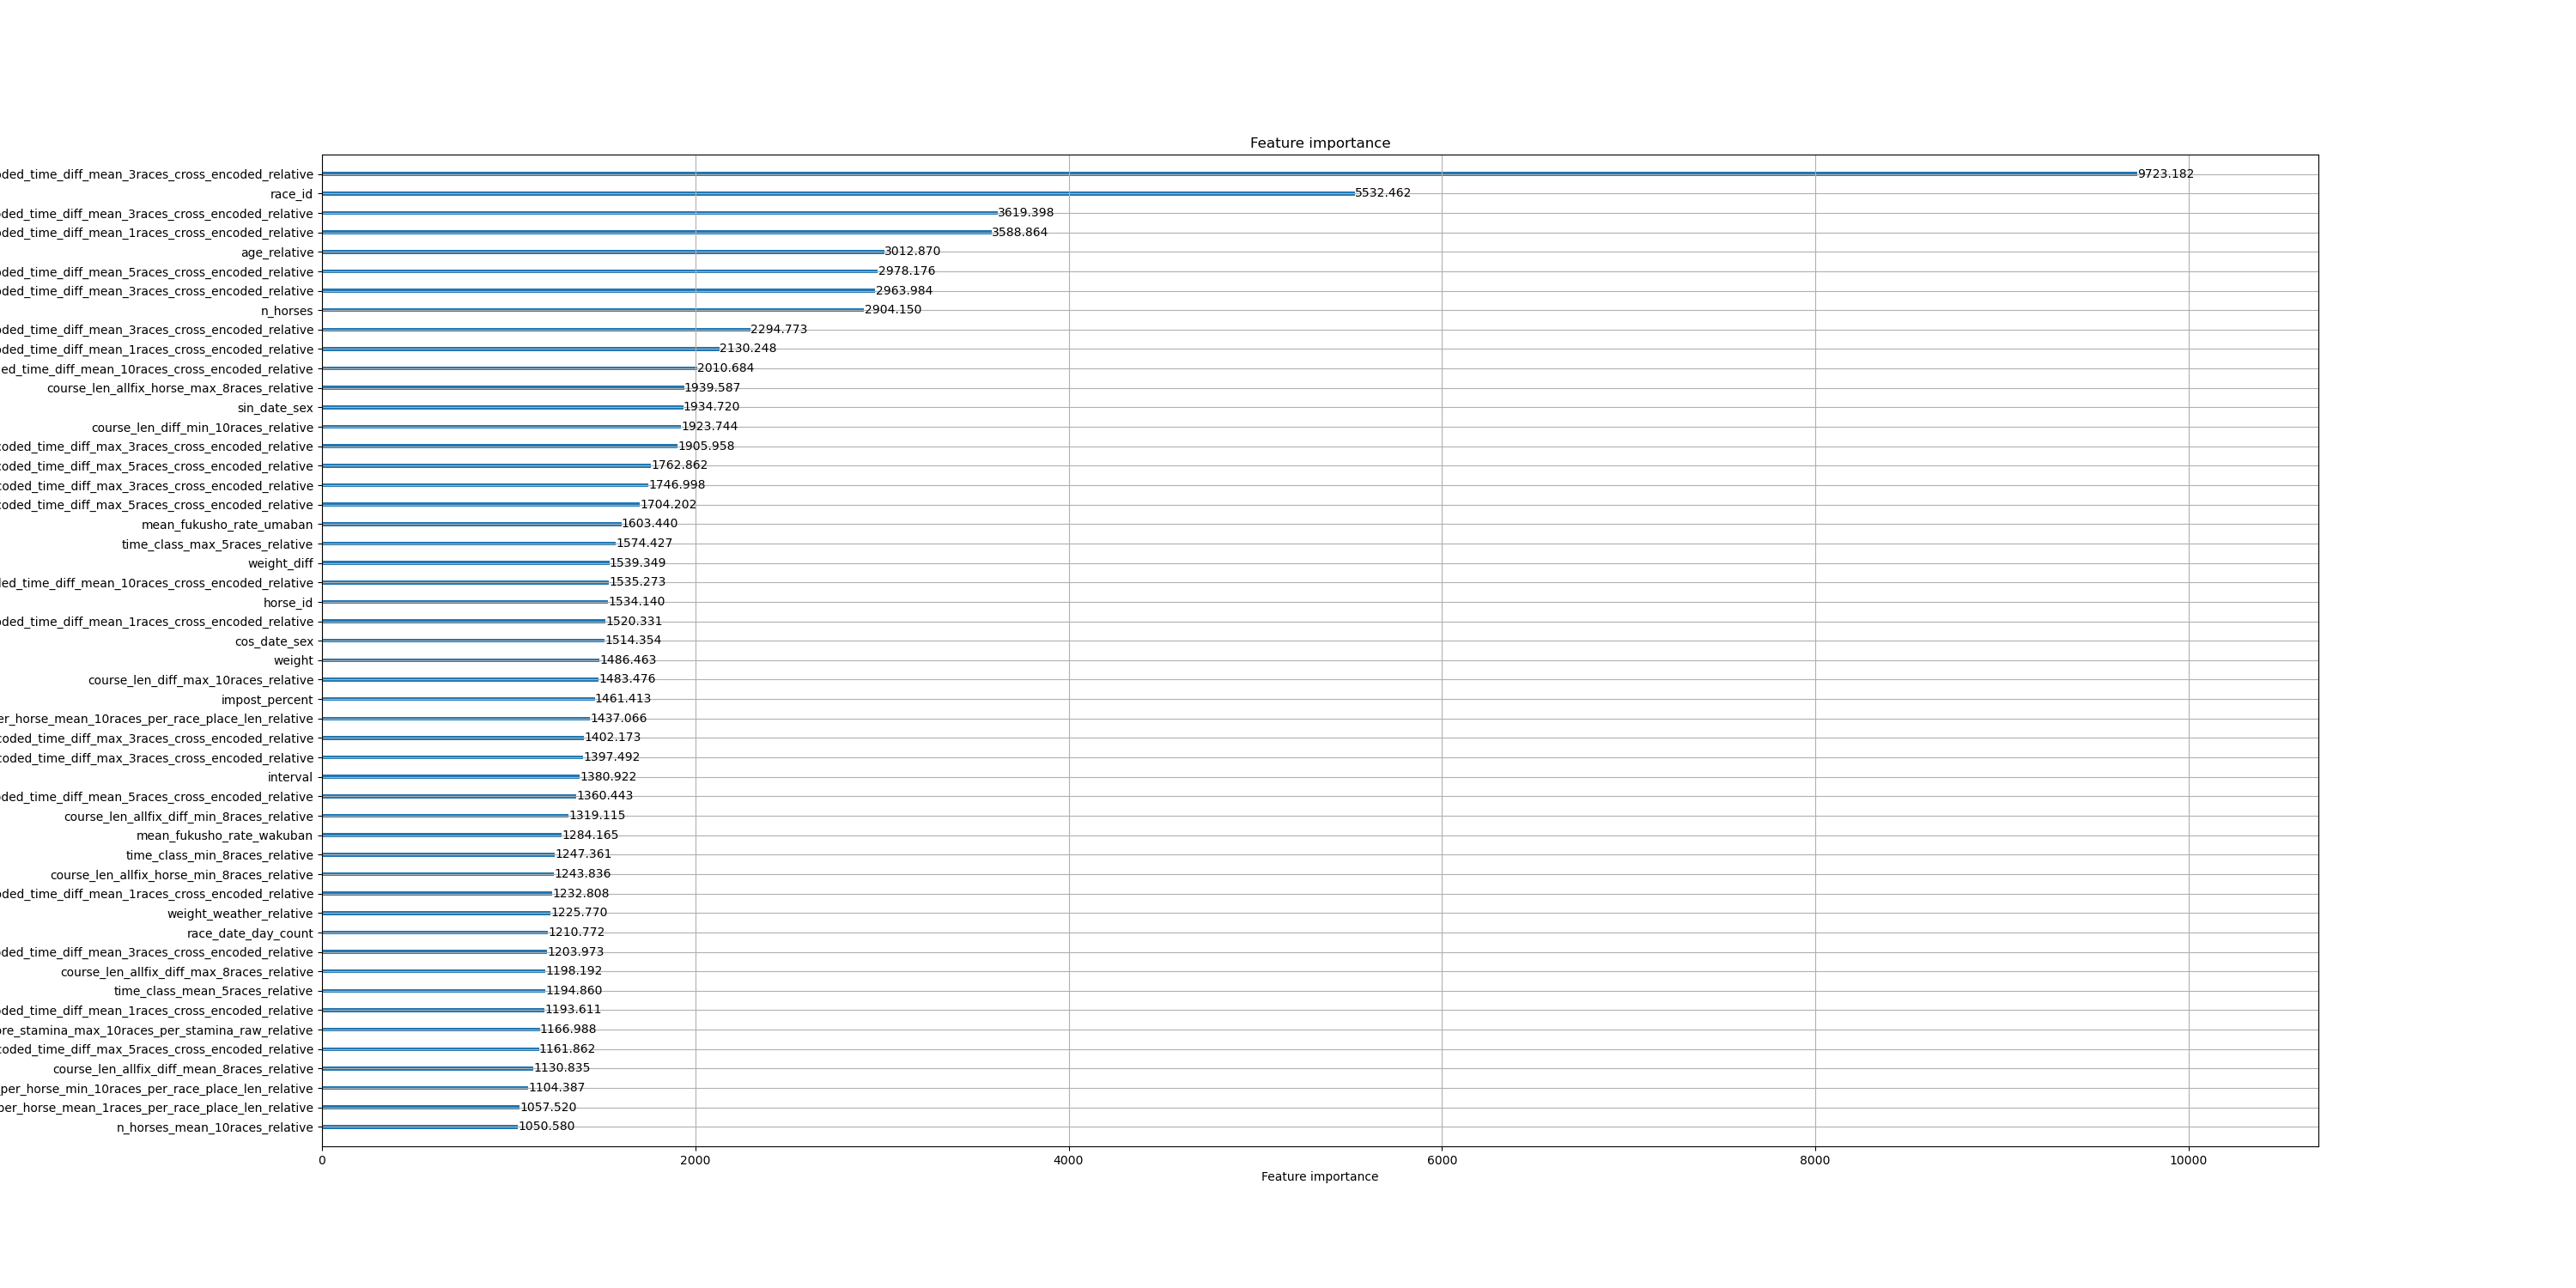 Feature importance
ded_time_diff_mean_3races_cross_encoded_relative 9723.182
race_id 5532.462
ded_time_diff_mean_3races_cross_encoded_relative 3619.398
ded_time_diff_mean_1races_cross_encoded_relative 3588.864
age_relative 3012.870
ded_time_diff_mean_5races_cross_encoded_relative 2978.176
ded_time_diff_mean_3races_cross_encoded_relative 2963.984
n_horses 2904.150
ded_time_diff_mean_3races_cross_encoded_relative 2294.773
ded_time_diff_mean_1races_cross_encoded_relative 2130.248
ed_time_diff_mean_10races_cross_encoded_relative 2010.684
course_len_allfix_horse_max_8races_relative 1939.587
sin_date_sex 1934.720
course_len_diff_min_10races_relative 1923.744
coded_time_diff_max_3races_cross_encoded_relative 1905.958
coded_time_diff_max_5races_cross_encoded_relative 1762.862
coded_time_diff_max_3races_cross_encoded_relative 1746.998
coded_time_diff_max_5races_cross_encoded_relative 1704.202
mean_fukusho_rate_umaban 1603.440
time_class_max_5races_relative 1574.427
weight_diff 1539.349
led_time_diff_mean_10races_cross_encoded_relative 1535.273
horse_id 1534.140
ded_time_diff_mean_1races_cross_encoded_relative 1520.331
cos_date_sex 1514.354
weight 1486.463
course_len_diff_max_10races_relative 1483.476
impost_percent 1461.413
er_horse_mean_10races_per_race_place_len_relative 1437.066
coded_time_diff_max_3races_cross_encoded_relative 1402.173
coded_time_diff_max_3races_cross_encoded_relative 1397.492
interval 1380.922
ded_time_diff_mean_5races_cross_encoded_relative 1360.443
course_len_allfix_diff_min_8races_relative 1319.115
mean_fukusho_rate_wakuban 1284.165
time_class_min_8races_relative 1247.361
course_len_allfix_horse_min_8races_relative 1243.836
ded_time_diff_mean_1races_cross_encoded_relative 1232.808
weight_weather_relative 1225.770
race_date_day_count 1210.772
ded_time_diff_mean_3races_cross_encoded_relative 1203.973
course_len_allfix_diff_max_8races_relative 1198.192
time_class_mean_5races_relative 1194.860
ded_time_diff_mean_1races_cross_encoded_relative 1193.611
ore_stamina_max_10races_per_stamina_raw_relative 1166.988
coded_time_diff_max_5races_cross_encoded_relative 1161.862
course_len_allfix_diff_mean_8races_relative 1130.835
per_horse_min_10races_per_race_place_len_relative 1104.387
per_horse_mean_1races_per_race_place_len_relative 1057.520
n_horses_mean_10races_relative 1050.580
0 2000 4000 6000 8000 10000
Feature importance